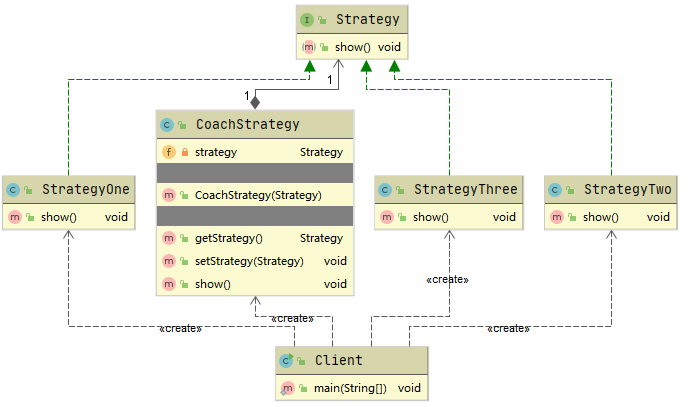 I Strategy
m show() void
1
1
C CoachStrategy
f strategy Strategy
m CoachStrategy(Strategy)
m getStrategy() Strategy
m setStrategy(Strategy) void
m show() void
C StrategyOne
m show() void
C StrategyThree
m show() void
C StrategyTwo
m show() void
«create»
«create»
«create»
«create»
C Client
m main(String[]) void